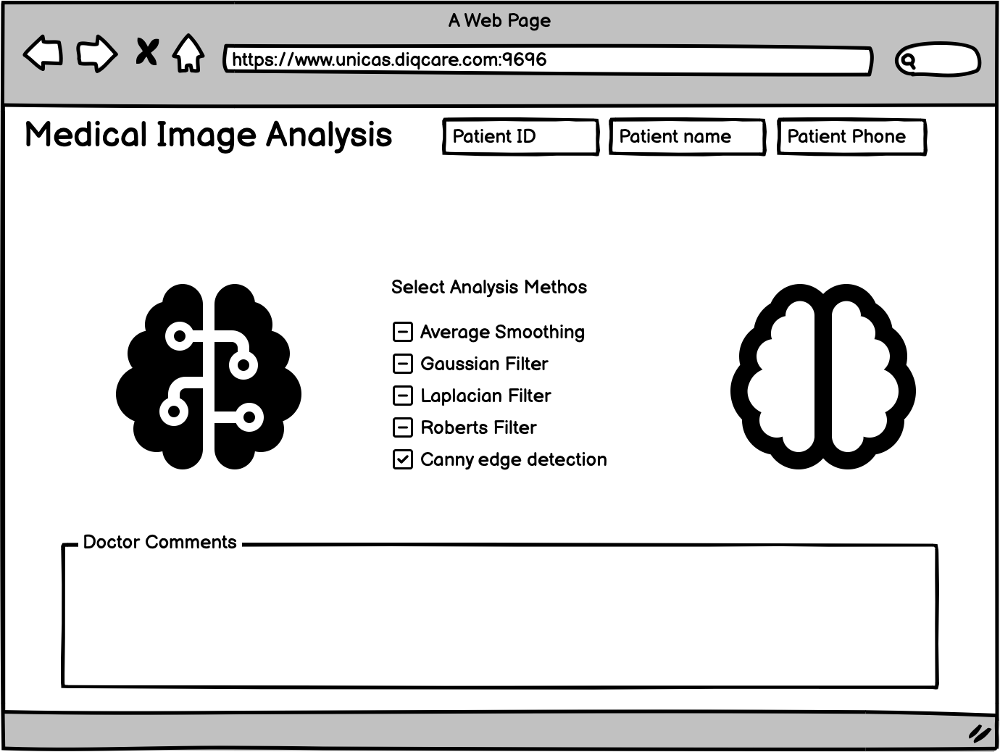 A Web Page
https://www.unicas.diqcare.com:9696
Medical Image Analysis
Patient ID
Patient name
Patient Phone
Select Analysis Methos
Average Smoothing
Gaussian Filter
Laplacian Filter
Roberts Filter
Canny edge detection
Doctor Comments